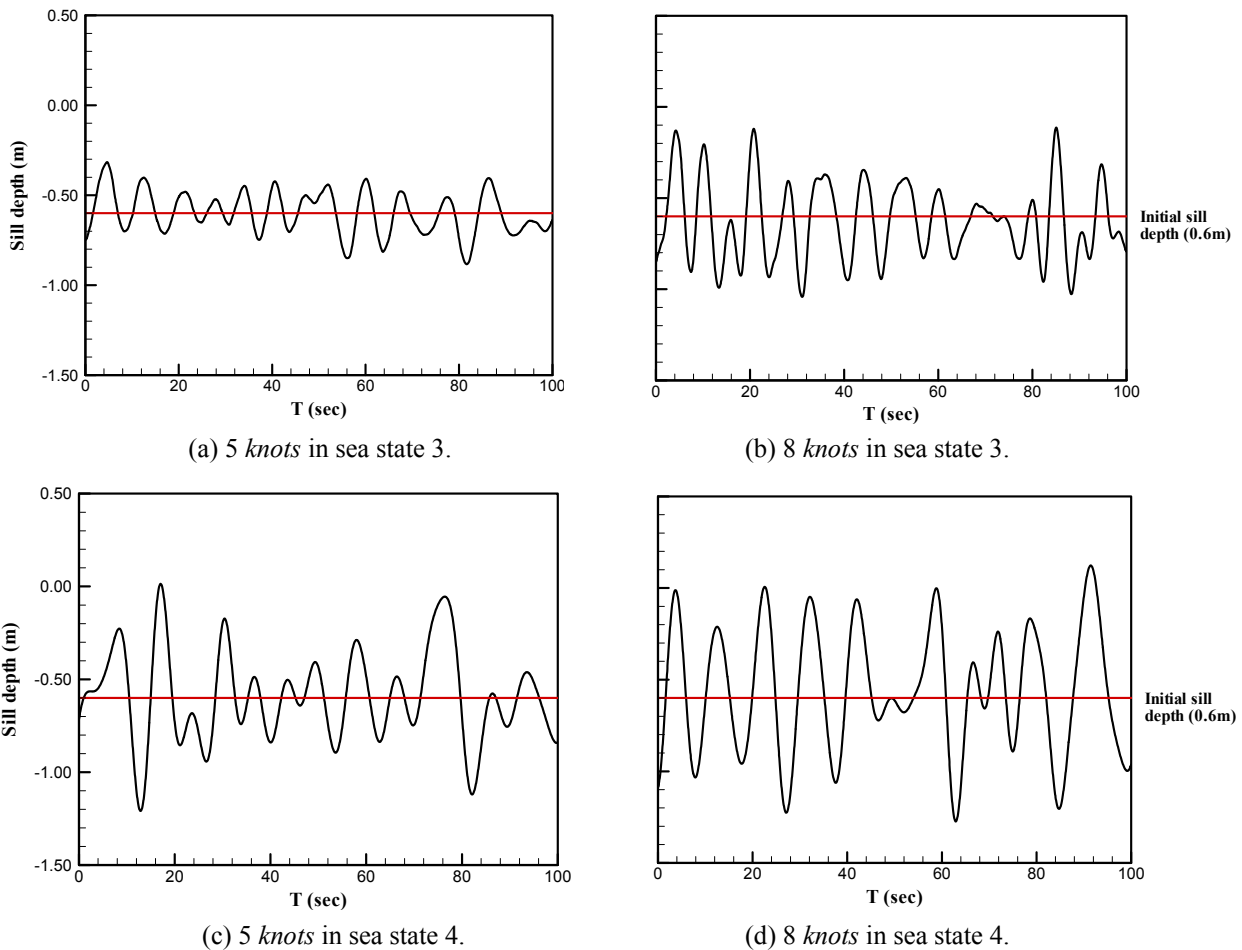 0.50
0.00
-0.50
-1.00
-1.50
Sill depth (m)
0 20 40 60 80 100
T (sec)
(a) 5 knots in sea state 3.
0 20 40 60 80 100
T (sec)
Initial sill
depth (0.6m)
(b) 8 knots in sea state 3.
0.50
0.00
-0.50
-1.00
-1.50
Sill depth (m)
0 20 40 60 80 100
T (sec)
(c) 5 knots in sea state 4.
0 20 40 60 80 100
T (sec)
Initial sill
depth (0.6m)
(d) 8 knots in sea state 4.